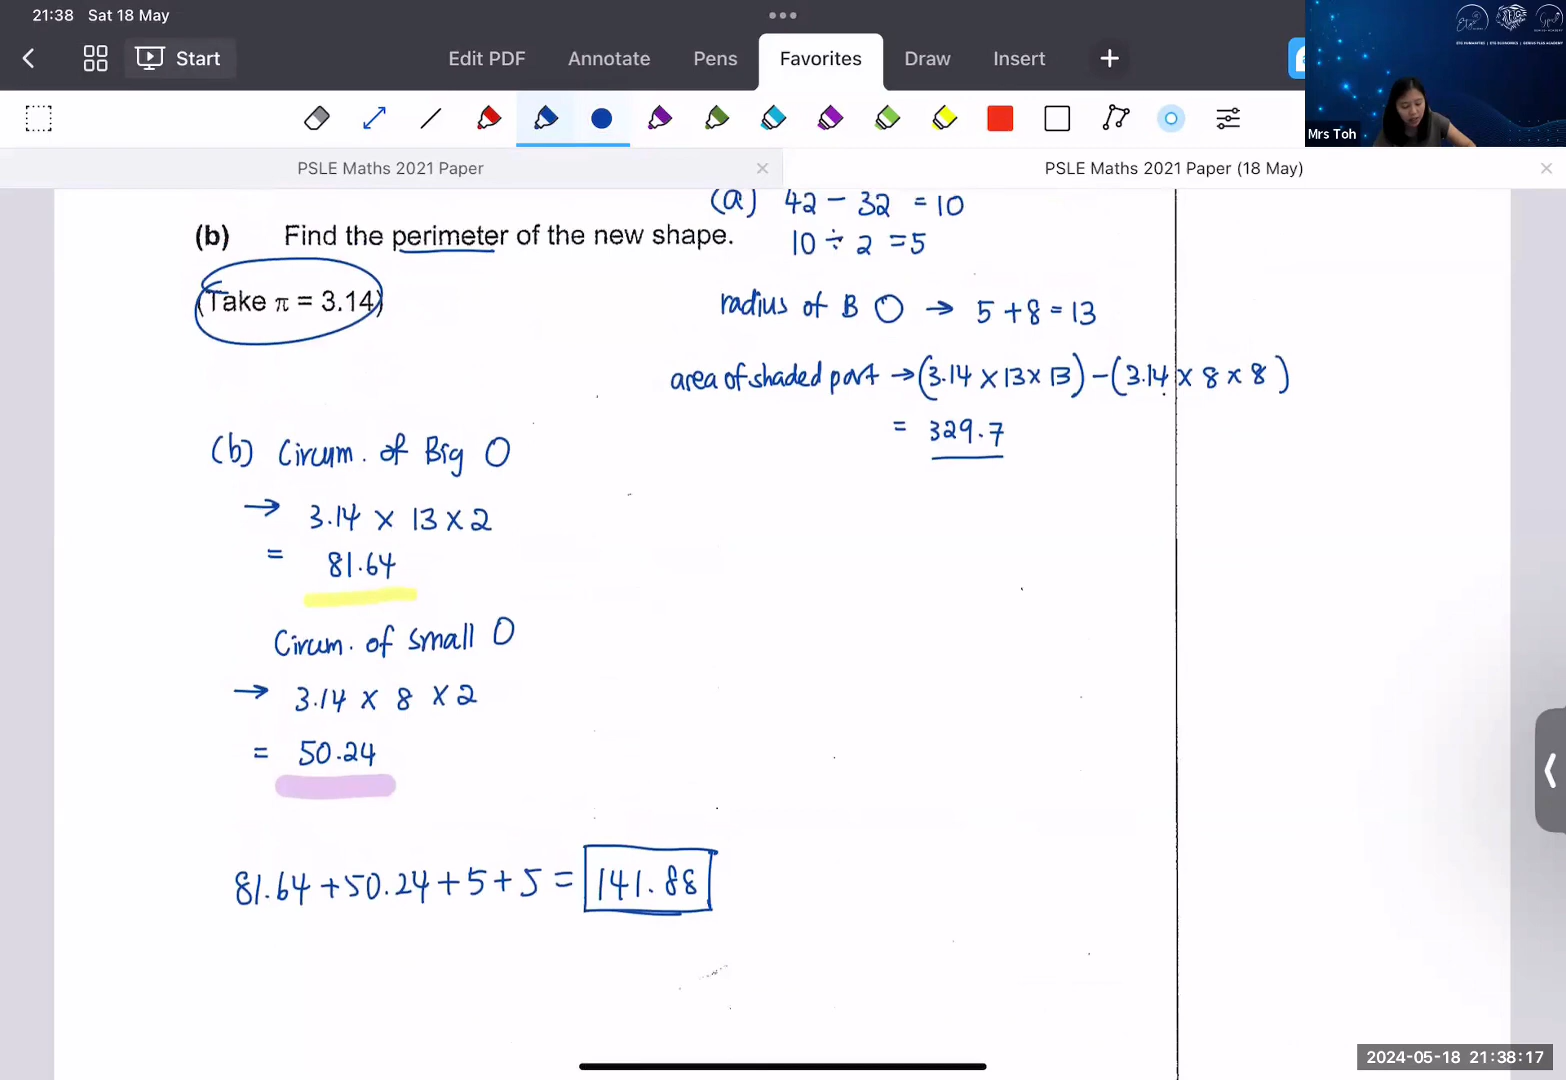 21:38 Sat 18 May
Start
Edit PDF
Annotate
Pens
Favorites
Draw
Insert
Mrs Toh
PSLE Maths 2021 Paper
PSLE Maths 2021 Paper (18 May)
(a) 42 - 32 = 10
10 ÷ 2 = 5
(b) Find the perimeter of the new shape.
(Take π = 3.14)
radius of B O → 5 + 8 = 13
area of shaded part → (3.14 × 13 × 13) - (3.14 × 8 × 8)
= 329.7
(b) Circum. of Big O
→ 3.14 × 13 × 2
= 81.64
Circum. of small O
→ 3.14 × 8 × 2
= 50.24
81.64 + 50.24 + 5 + 5 = 141.88
2024-05-18 21:38:17